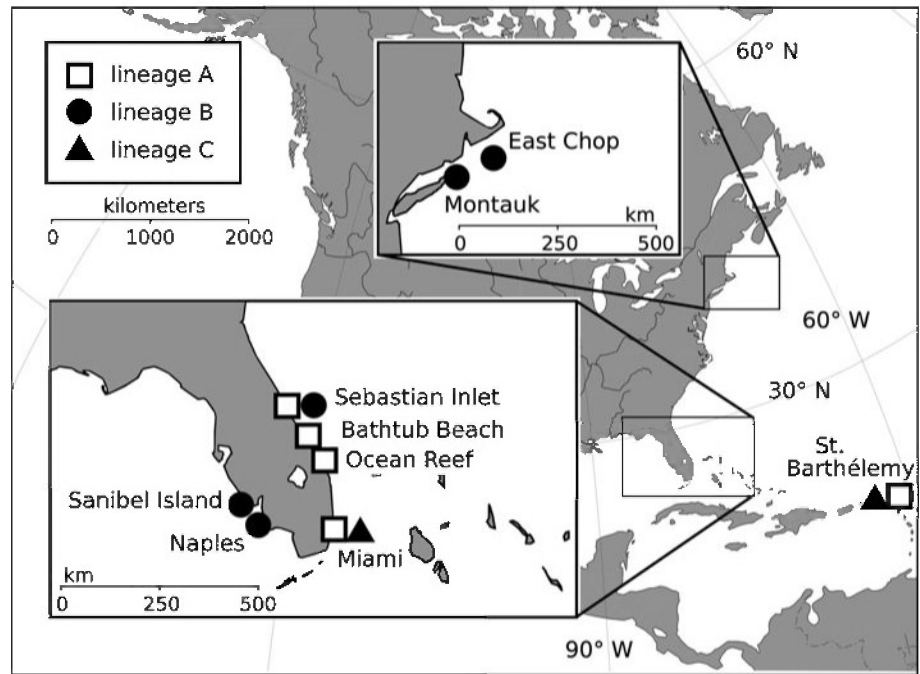 lineage A
lineage B
lineage C
kilometers
0 1000 2000
60° N
East Chop
Montauk
km
0 250 500
60° W
30° N
St.
Barthélemy
Sebastian Inlet
Bathtub Beach
Ocean Reef
Sanibel Island
Naples
Miami
km
0 250 500
90° W